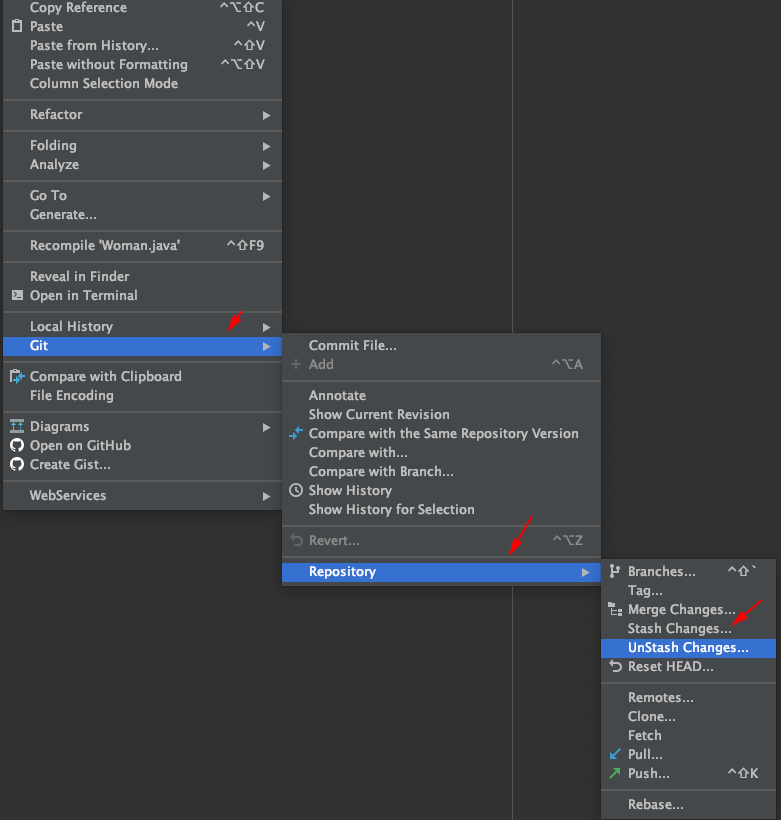 Copy Reference ⌃⌥⇧C
Paste ⌃V
Paste from History... ⌃⇧V
Paste without Formatting ⌃⌥⇧V
Column Selection Mode
Refactor
Folding
Analyze
Go To
Generate...
Recompile 'Woman.java' ⌃⇧F9
Reveal in Finder
Open in Terminal
Local History
Git
Compare with Clipboard
File Encoding
Diagrams
Open on GitHub
Create Gist...
WebServices
Commit File...
Add ⌃⌥A
Annotate
Show Current Revision
Compare with the Same Repository Version
Compare with...
Compare with Branch...
Show History
Show History for Selection
Revert... ⌃⌥Z
Repository
Branches... ⌃⇧`
Tag...
Merge Changes...
Stash Changes...
UnStash Changes...
Reset HEAD...
Remotes...
Clone...
Fetch
Pull...
Push... ⌃⇧K
Rebase...